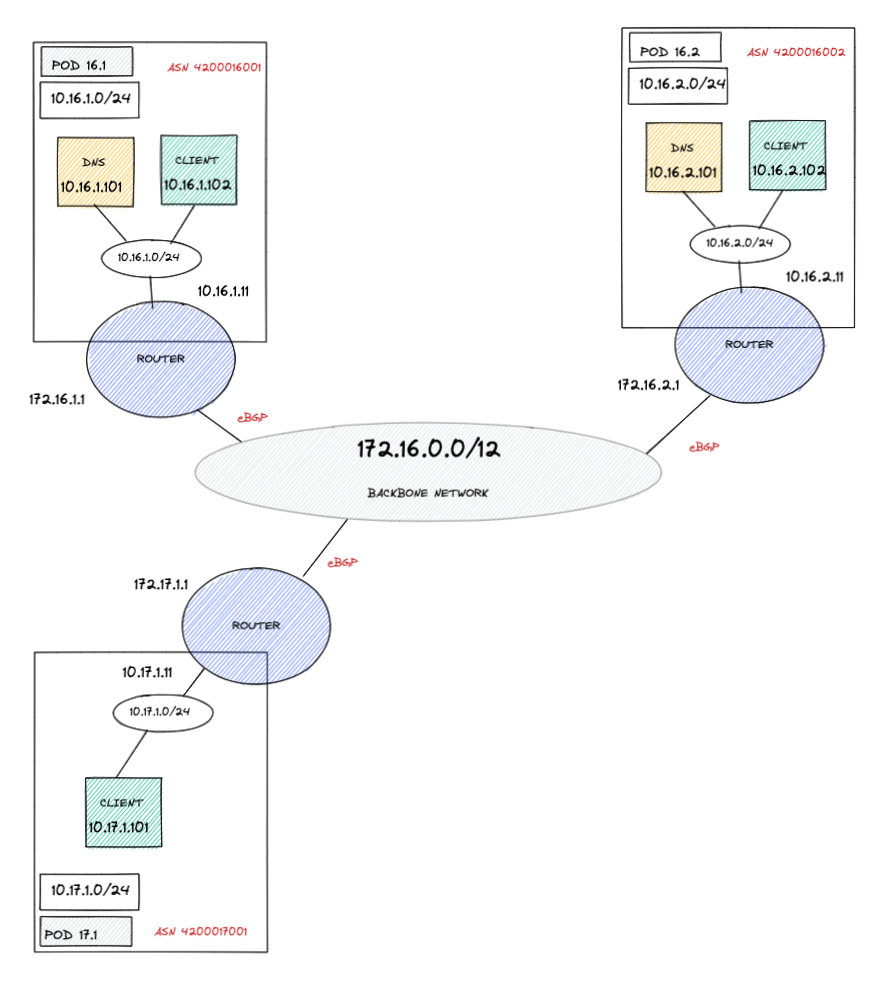 POD 16.1
ASN 4200016001
10.16.1.0/24
DNS
10.16.1.101
CLIENT
10.16.1.102
10.16.1.0/24
10.16.1.11
ROUTER
172.16.1.1
eBGP
POD 16.2
ASN 4200016002
10.16.2.0/24
DNS
10.16.2.101
CLIENT
10.16.2.102
10.16.2.0/24
10.16.2.11
ROUTER
172.16.2.1
eBGP
172.16.0.0/12
BACKBONE NETWORK
eBGP
172.17.1.1
ROUTER
10.17.1.11
10.17.1.0/24
CLIENT
10.17.1.101
10.17.1.0/24
POD 17.1
ASN 4200017001